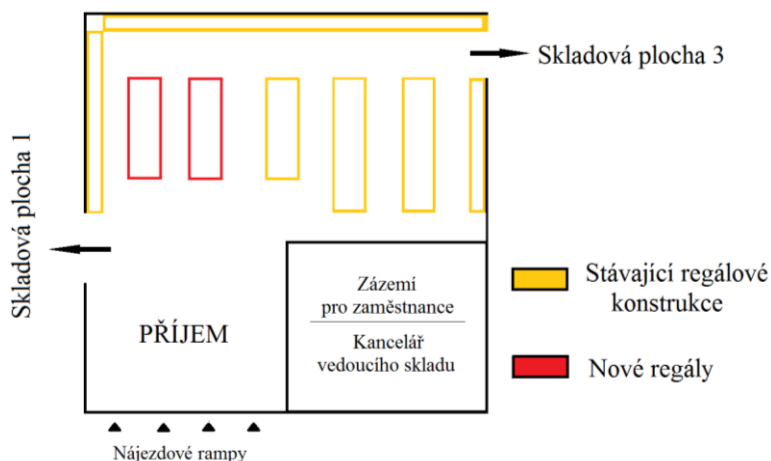 Skladová plocha 3
Skladová plocha 1
Zázemí
pro zaměstnance
Kancelář
vedoucího skladu
PŘÍJEM
Nájezdové rampy
Stávající regálové
konstrukce
Nové regály